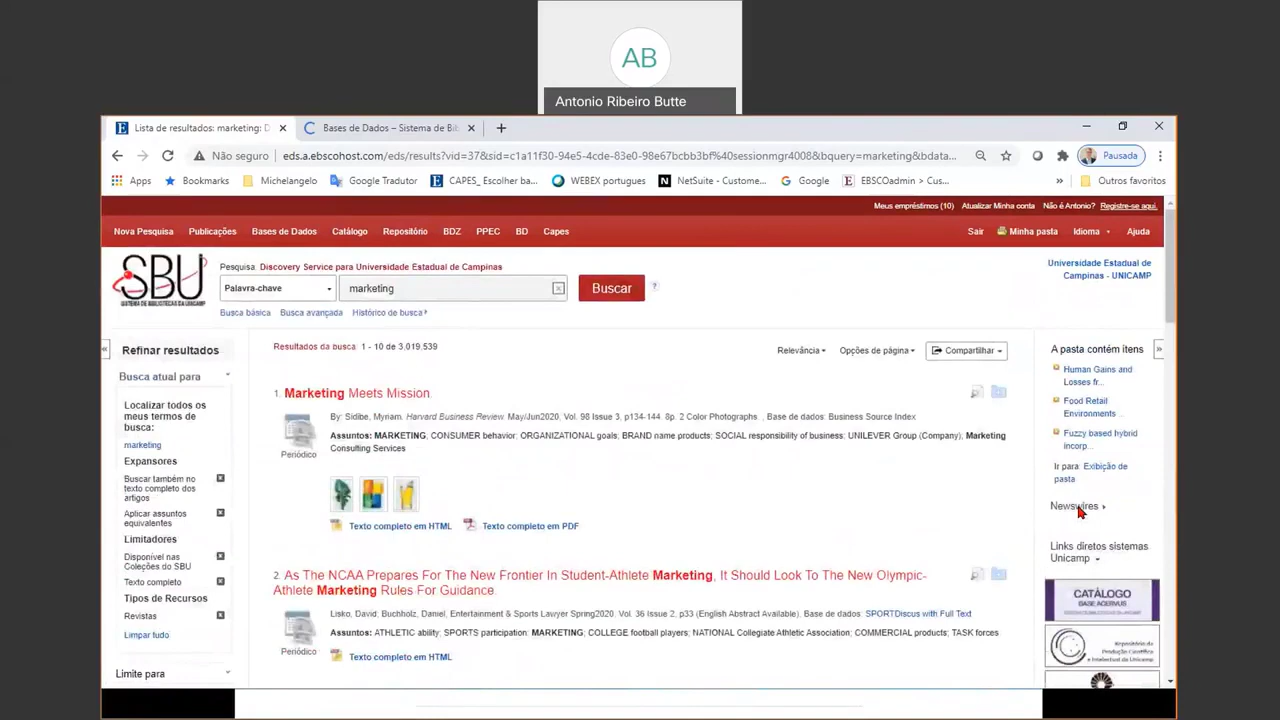 AB
Antonio Ribeiro Butte
Lista de resultados: marketing: D
Bases de Dados – Sistema de Bib
Não seguro
eds.a.ebscohost.com/eds/results?vid=37&sid=c1a11f30-94e5-4cde-83e0-98e67bcbb3bf%40sessionmgr4008&bquery=marketing&bdata...
Pausada
Apps
Bookmarks
Michelangelo
Google Tradutor
CAPES_ Escolher ba...
WEBEX portugues
NetSuite - Custome...
Google
EBSCOadmin > Cus...
Outros favoritos
Meus empréstimos (10)
Atualizar Minha conta
Não é Antonio?
Registre-se aqui.
Nova Pesquisa
Publicações
Bases de Dados
Catálogo
Repositório
BDZ
PPEC
BD
Capes
Sair
Minha pasta
Idioma
Ajuda
SBU
SISTEMA DE BIBLIOTECAS DA UNICAMP
Pesquisa: Discovery Service para Universidade Estadual de Campinas
Palavra-chave
marketing
Buscar
Busca básica
Busca avançada
Histórico de busca
Universidade Estadual de
Campinas - UNICAMP
Refinar resultados
Busca atual para
Localizar todos os
meus termos de
busca:
marketing
Expansores
Buscar também no
texto completo dos
artigos
Aplicar assuntos
equivalentes
Limitadores
Disponível nas
Coleções do SBU
Texto completo
Tipos de Recursos
Revistas
Limpar tudo
Limite para
Resultados da busca: 1 - 10 de 3.019.539
Relevância
Opções de página
Compartilhar
1. Marketing Meets Mission.
By: Sidibe, Myriam. Harvard Business Review. May/Jun2020, Vol. 98 Issue 3, p134-144. 8p. 2 Color Photographs. , Base de dados: Business Source Index
Assuntos: MARKETING; CONSUMER behavior; ORGANIZATIONAL goals; BRAND name products; SOCIAL responsibility of business; UNILEVER Group (Company); Marketing
Consulting Services
Periódico
Texto completo em HTML
Texto completo em PDF
2. As The NCAA Prepares For The New Frontier In Student-Athlete Marketing, It Should Look To The New Olympic-
Athlete Marketing Rules For Guidance.
Lisko, David; Buchholz, Daniel; Entertainment & Sports Lawyer Spring2020. Vol. 36 Issue 2, p33 (English Abstract Available), Base de dados: SPORTDiscus with Full Text
Assuntos: ATHLETIC ability; SPORTS participation; MARKETING; COLLEGE football players; NATIONAL Collegiate Athletic Association; COMMERCIAL products; TASK forces
Periódico
Texto completo em HTML
A pasta contém itens
Human Gains and
Losses fr...
Food Retail
Environments ...
Fuzzy based hybrid
incorp...
Ir para: Exibição de
pasta
Newswires
Links diretos sistemas
Unicamp
CATÁLOGO
BASE ACERVUS
Repositório da
Produção Científica
e Intelectual da Unicamp